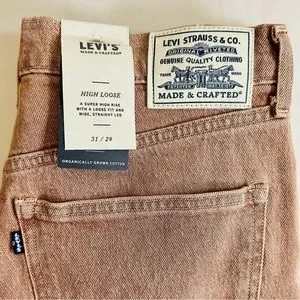 LEVI'S
MADE & CRAFTED®
HIGH LOOSE
A SUPER HIGH RISE
WITH A LOOSE FIT AND
WIDE, STRAIGHT LEG
31 / 29
ORGANICALLY GROWN COTTON
LEVI STRAUSS & CO.
ORIGINAL RIVETED
GENUINE QUALITY CLOTHING
TRADE MARK
MADE & CRAFTED®